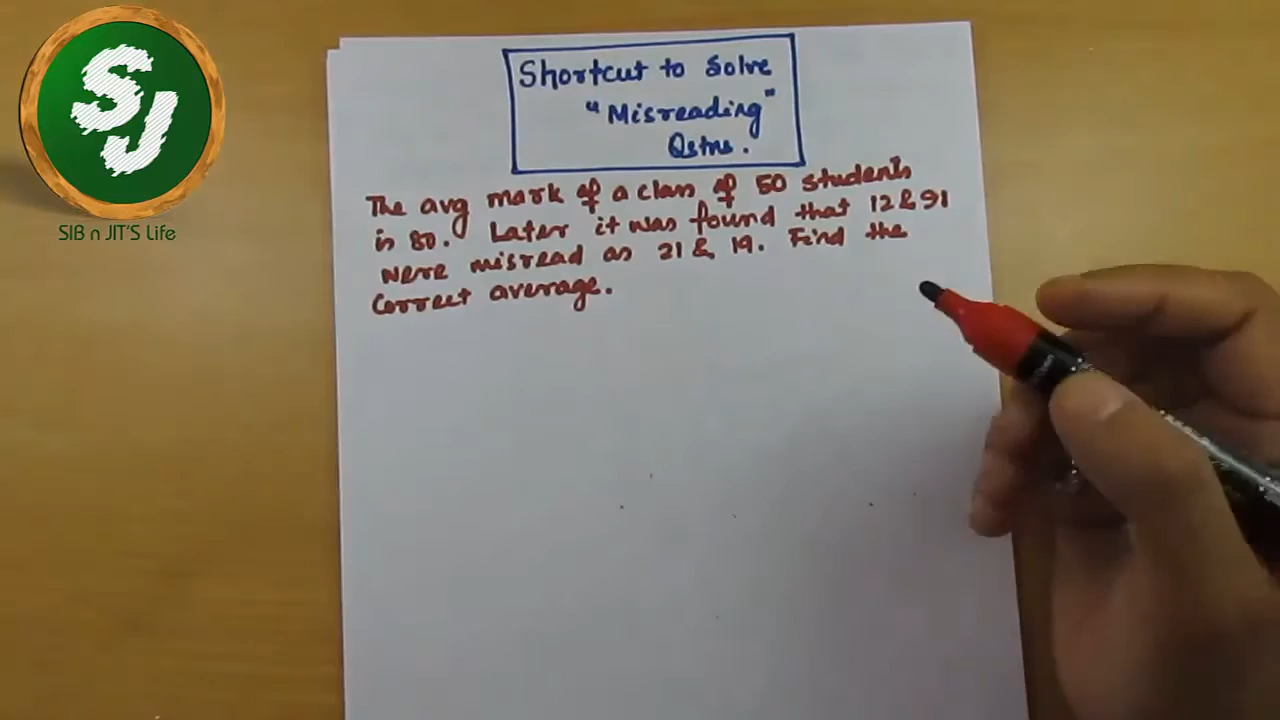 SJ
SIB n JIT'S Life
Shortcut to Solve
"Misreading"
Qstns.
The avg mark of a class of 50 students
is 80. Later it was found that 12 & 91
were misread as 21 & 19. Find the
Correct average.